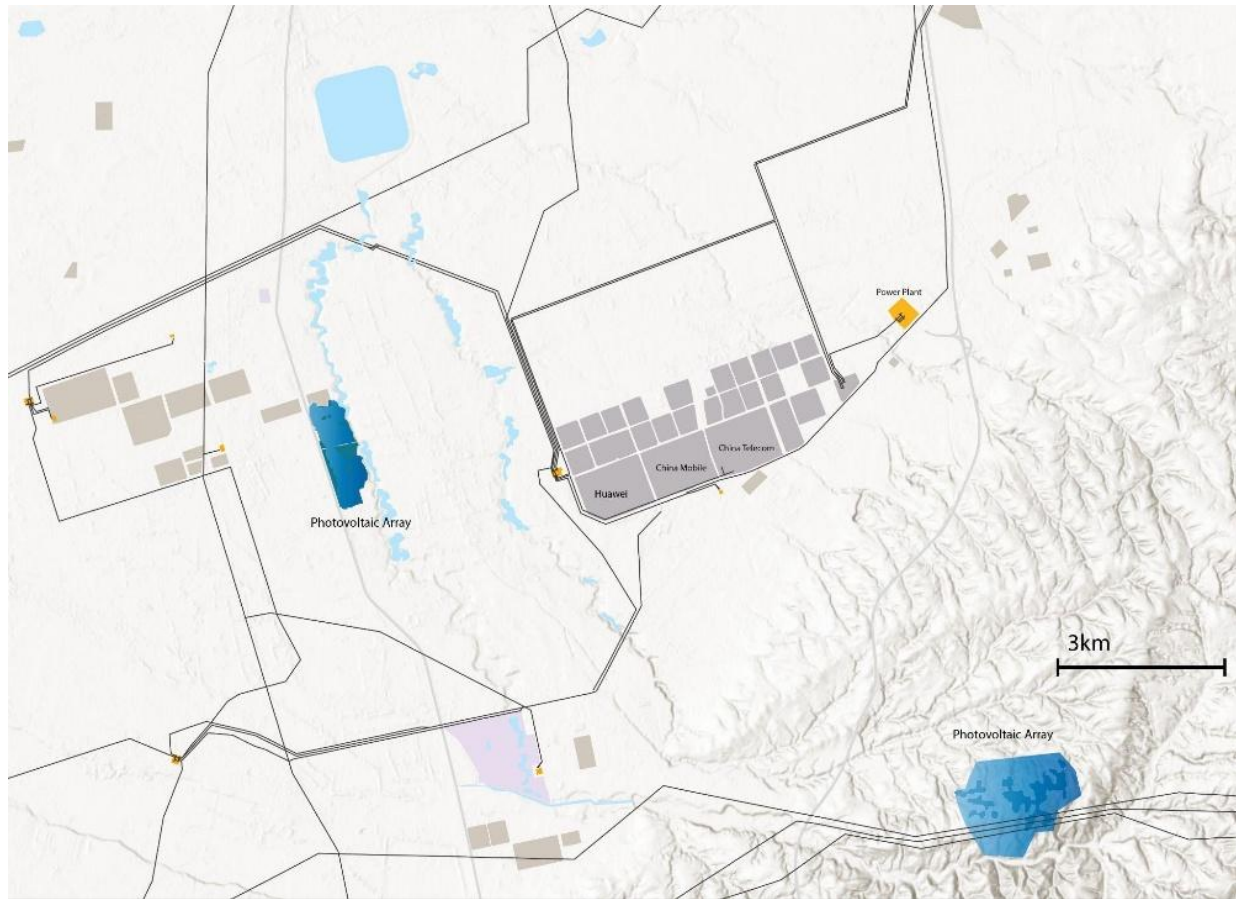 Power Plant
China Telecom
China Mobile
Huawei
Photovoltaic Array
3km
Photovoltaic Array